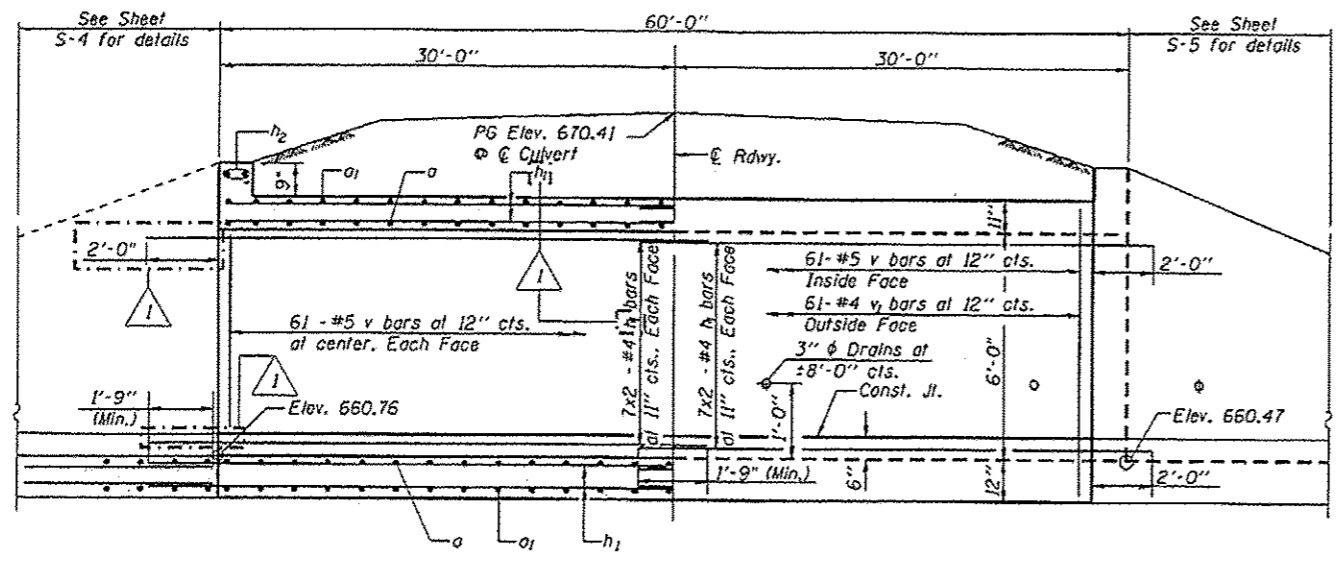 See Sheet
S-4 for details
60'-0"
See Sheet
S-5 for details
30'-0"
30'-0"
h2
PG Elev. 670.41
@ ℄ Culvert
℄ Rdwy.
9"
a1
a
h1
11"
2'-0"
1
1
61-#5 v bars at 12" cts.
Inside Face
2'-0"
61-#4 v1 bars at 12" cts.
Outside Face
61 - #5 v bars at 12" cts.
at center, Each Face
7x2 - #4 h bars
at 11" cts., Each Face
7x2 - #4 h1 bars
at 11" cts., Each Face
3" ϕ Drains at
±8'-0" cts.
6'-0"
1
1'-9"
(Min.)
Elev. 660.76
1'-0"
Const. Jt.
Elev. 660.47
1'-9" (Min.)
6"
12"
2'-0"
a
a1
h1